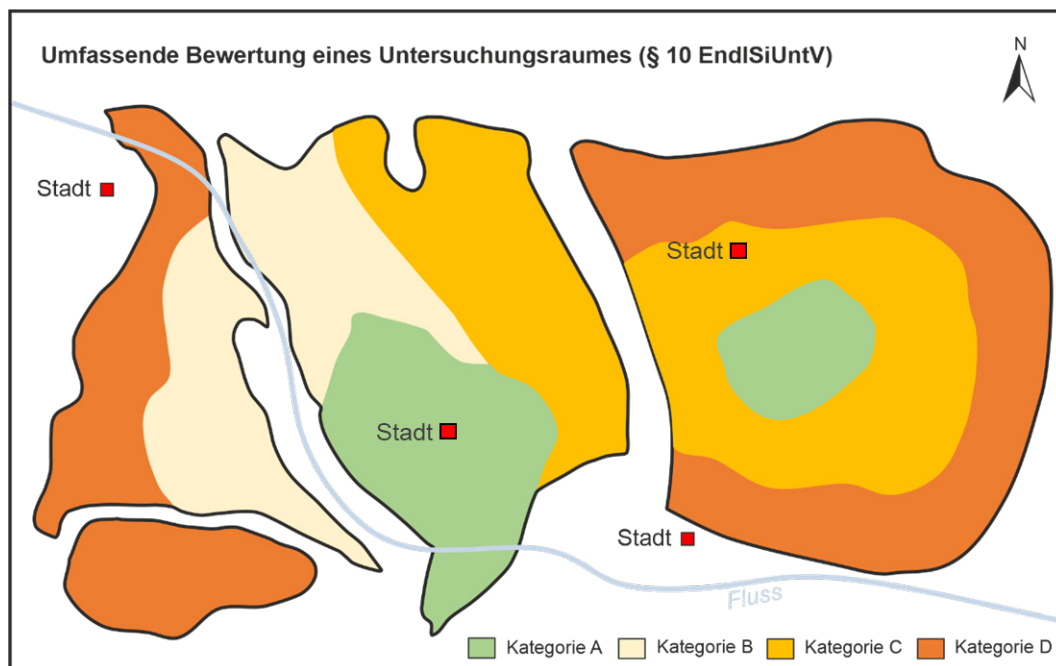 Umfassende Bewertung eines Untersuchungsraumes (§ 10 EndlSiUntV)
N
Stadt
Stadt
Stadt
Stadt
Fluss
Kategorie A
Kategorie B
Kategorie C
Kategorie D